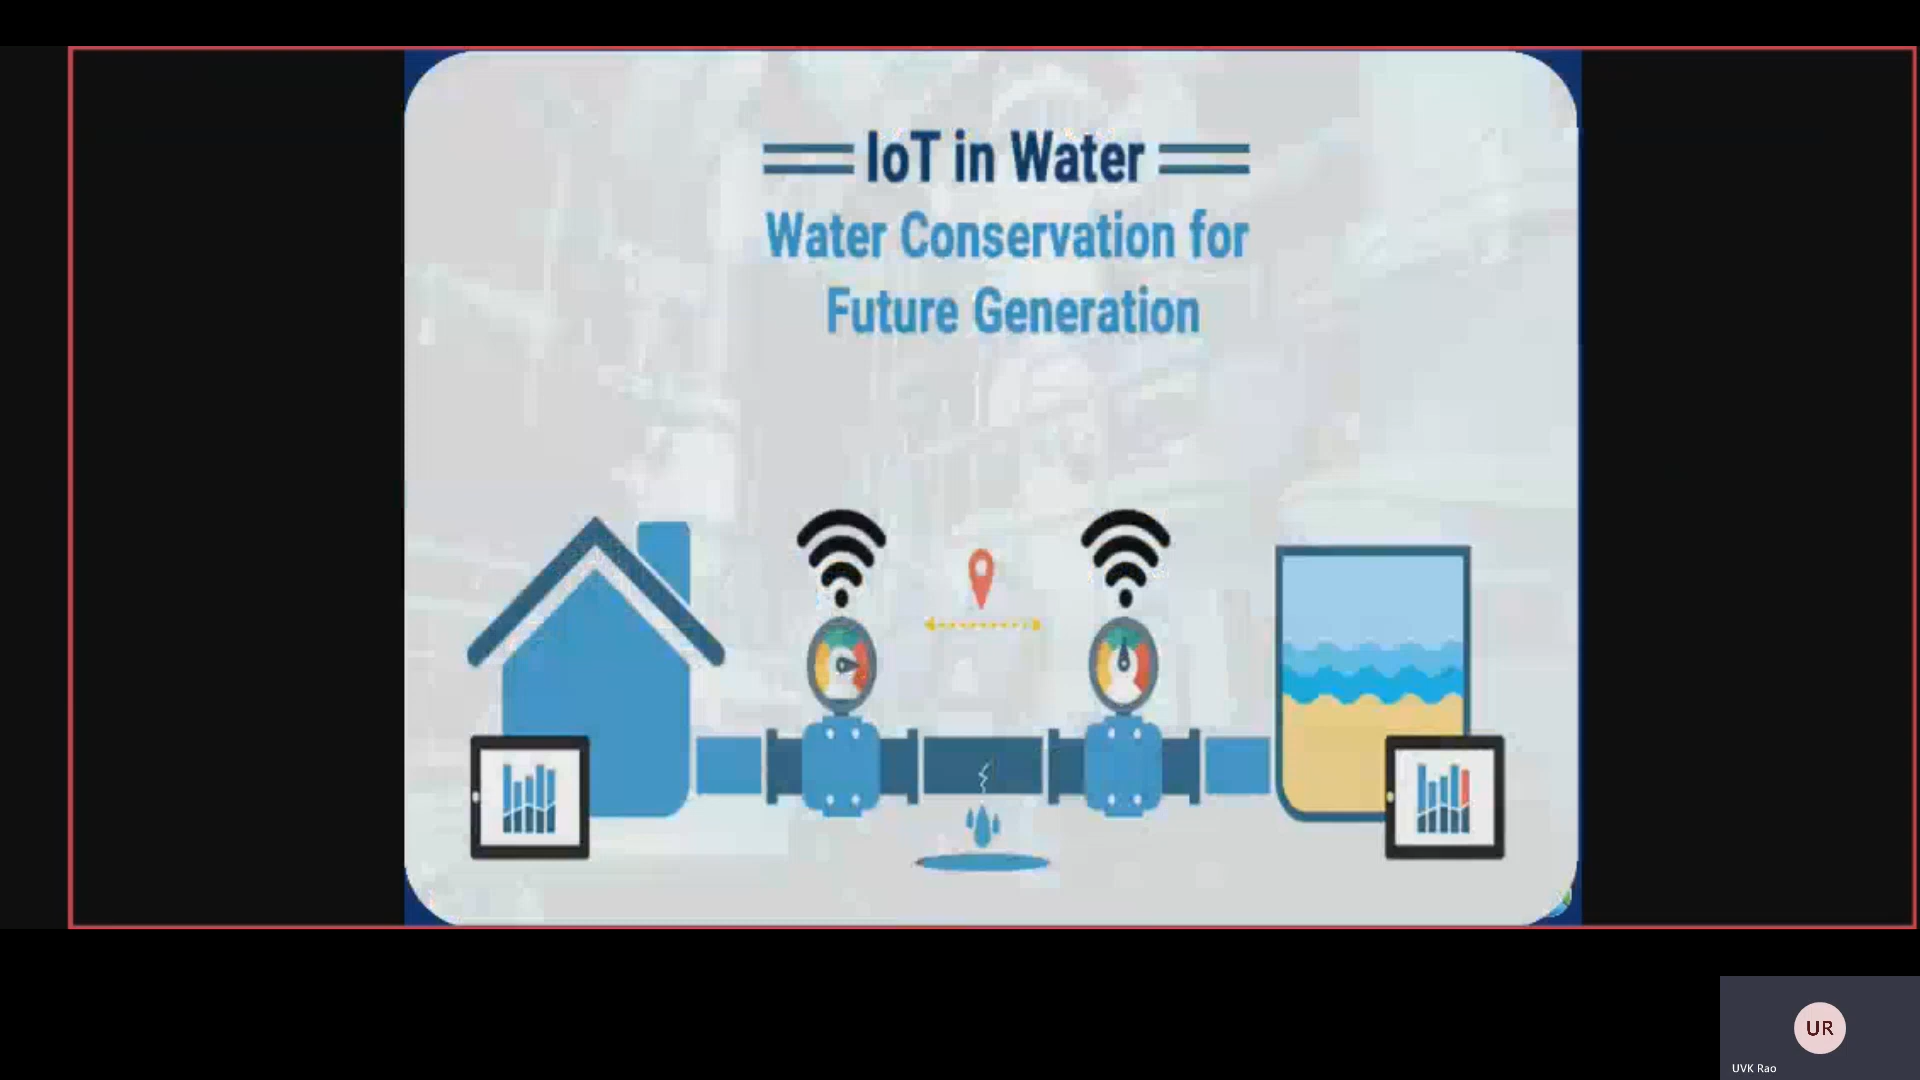 IoT in Water
Water Conservation for
Future Generation
UR
UVK Rao